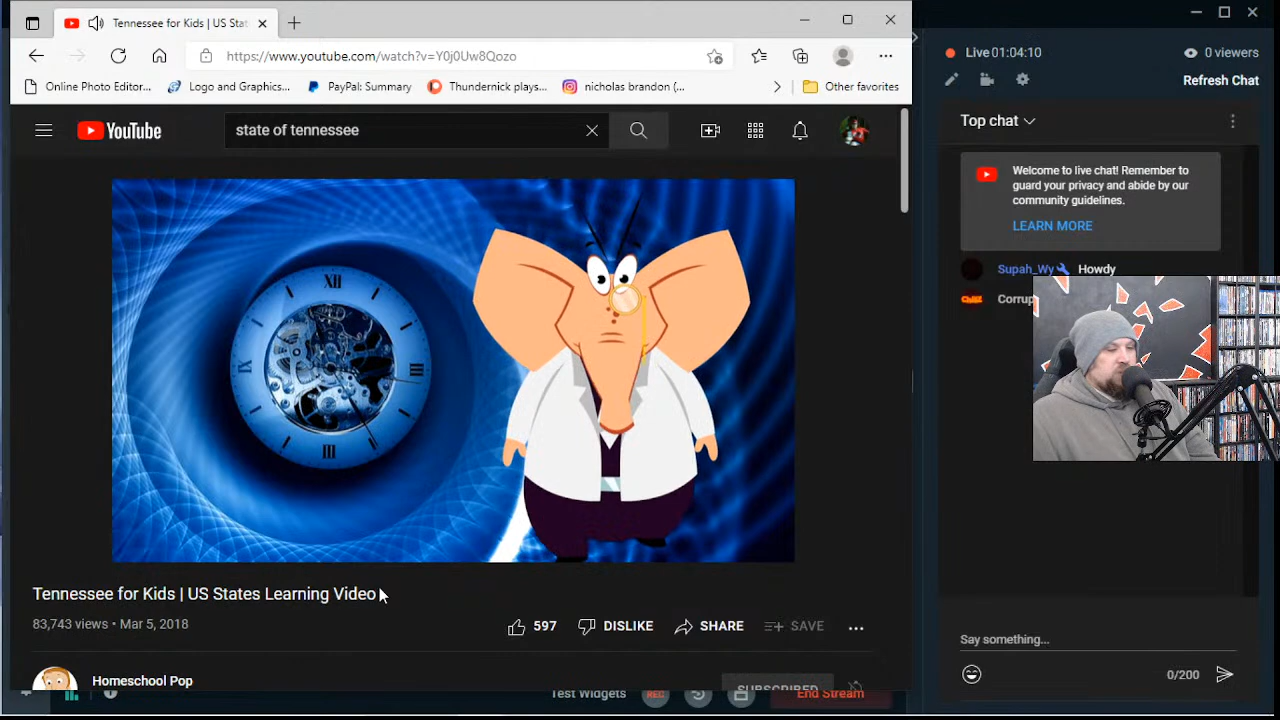 Tennessee for Kids | US Stat
https://www.youtube.com/watch?v=Y0j0Uw8Qozo
Online Photo Editor...
Logo and Graphics...
PayPal: Summary
Thundernick plays...
nicholas brandon (...
Other favorites
YouTube
state of tennessee
XII
III
Tennessee for Kids | US States Learning Video
83,743 views • Mar 5, 2018
597
DISLIKE
SHARE
SAVE
Homeschool Pop
SUBSCRIBED
Test Widgets
REC
End Stream
Live 01:04:10
0 viewers
Refresh Chat
Top chat
Welcome to live chat! Remember to
guard your privacy and abide by our
community guidelines.
LEARN MORE
Supah_Wy Howdy
Corrup
Say something...
0/200